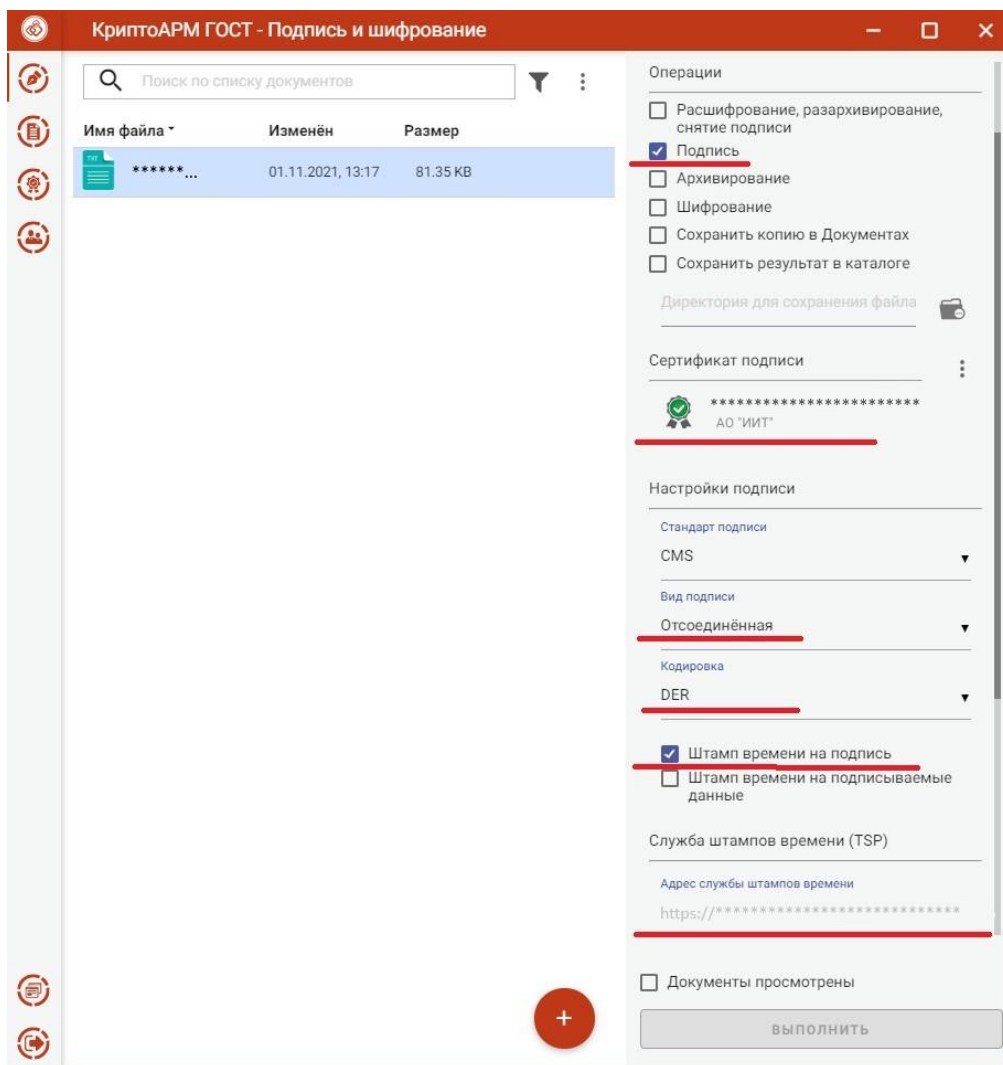 КриптоАРМ ГОСТ - Подпись и шифрование
Поиск по списку документов
Имя файла Изменён Размер
TXT
******... 01.11.2021, 13:17 81.35 KB
Операции
Расшифрование, разархивирование,
снятие подписи
Подпись
Архивирование
Шифрование
Сохранить копию в Документах
Сохранить результат в каталоге
Директория для сохранения файла
Сертификат подписи
************************
АО "ИИТ"
Настройки подписи
Стандарт подписи
CMS
Вид подписи
Отсоединённая
Кодировка
DER
Штамп времени на подпись
Штамп времени на подписываемые
данные
Служба штампов времени (TSP)
Адрес службы штампов времени
https://****************************
Документы просмотрены
ВЫПОЛНИТЬ